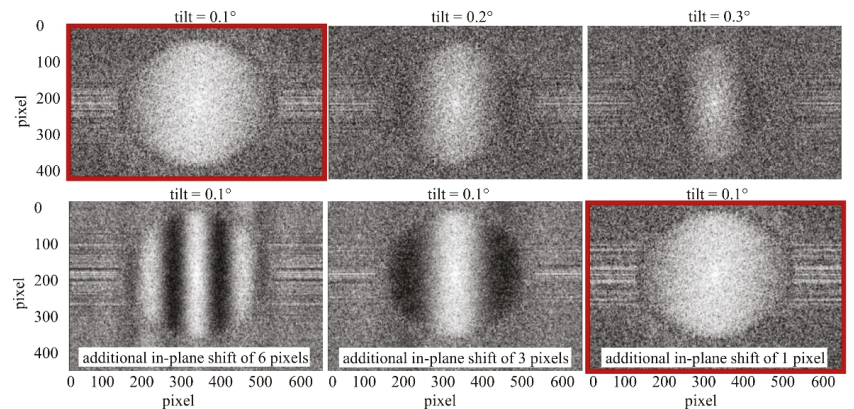 tilt = 0.1° tilt = 0.2° tilt = 0.3°
0
100
200
300
400
pixel
tilt = 0.1° tilt = 0.1° tilt = 0.1°
0
100
200
300
400
pixel
additional in-plane shift of 6 pixels additional in-plane shift of 3 pixels additional in-plane shift of 1 pixel
0 100 200 300 400 500 600 0 100 200 300 400 500 600 0 100 200 300 400 500 600
pixel pixel pixel